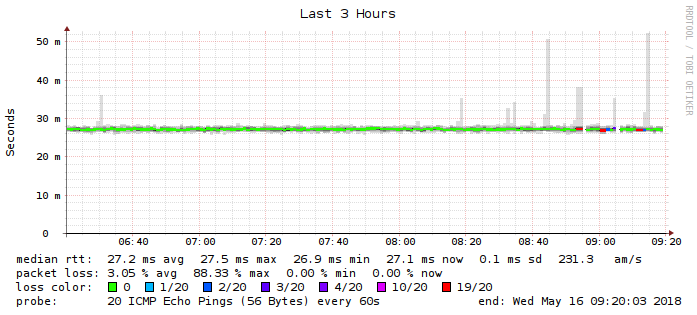 Last 3 Hours
RRDTOOL / TOBI OETIKER
Seconds
50 m
40 m
30 m
20 m
10 m
0
06:40 07:00 07:20 07:40 08:00 08:20 08:40 09:00 09:20
median rtt: 27.2 ms avg 27.5 ms max 26.9 ms min 27.1 ms now 0.1 ms sd 231.3 am/s
packet loss: 3.05 % avg 88.33 % max 0.00 % min 0.00 % now
loss color: 0 1/20 2/20 3/20 4/20 10/20 19/20
probe: 20 ICMP Echo Pings (56 Bytes) every 60s end: Wed May 16 09:20:03 2018